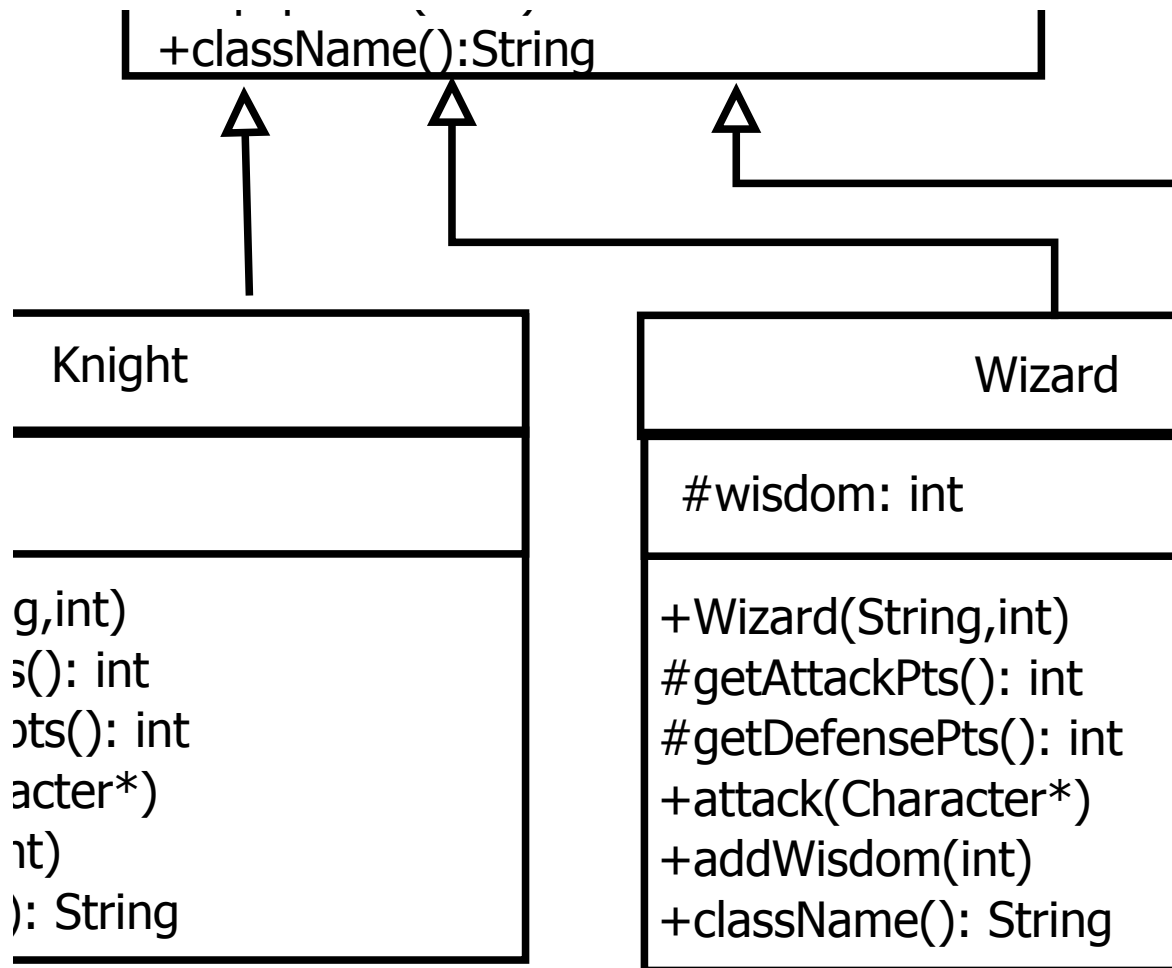 +className():String
Knight
g,int)
s(): int
pts(): int
acter*)
nt)
): String
Wizard
#wisdom: int
+Wizard(String,int)
#getAttackPts(): int
#getDefensePts(): int
+attack(Character*)
+addWisdom(int)
+className(): String